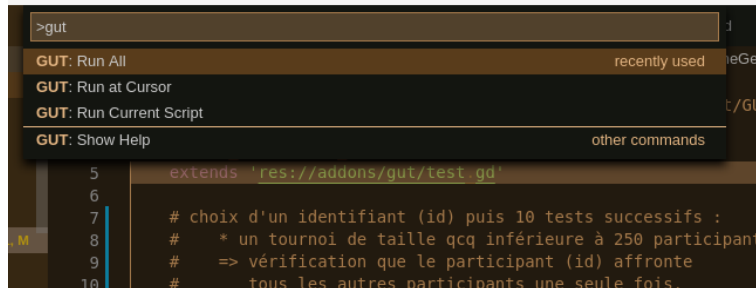 >gut
GUT: Run All recently used
GUT: Run at Cursor
GUT: Run Current Script
GUT: Show Help other commands
5 extends 'res://addons/gut/test.gd'
6
7 # choix d'un identifiant (id) puis 10 tests successifs :
8 # * un tournoi de taille qcq inférieure à 250 participant
9 # => vérification que le participant (id) affronte
10 # tous les autres participants une seule fois.